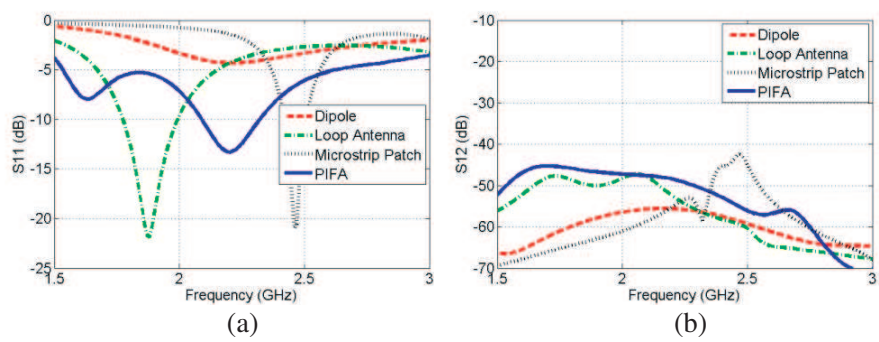 0
-5
-10
-15
-20
-25
S11 (dB)
1.5
2
2.5
3
Frequency (GHz)
Dipole
Loop Antenna
Microstrip Patch
PIFA
(a)
-10
-20
-30
-40
-50
-60
-70
S12 (dB)
1.5
2
2.5
3
Frequency (GHz)
Dipole
Loop Antenna
Microstrip Patch
PIFA
(b)